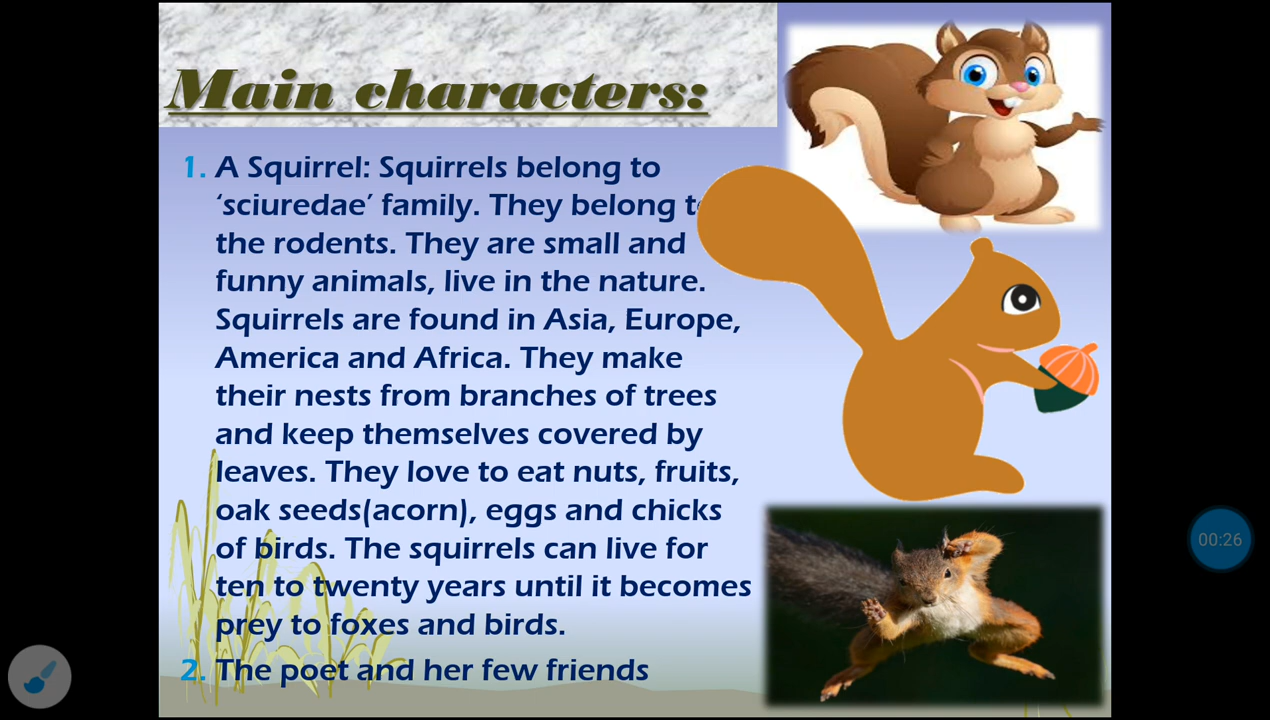 Main characters:
1. A Squirrel: Squirrels belong to
‘sciuredae’ family. They belong to
the rodents. They are small and
funny animals, live in the nature.
Squirrels are found in Asia, Europe,
America and Africa. They make
their nests from branches of trees
and keep themselves covered by
leaves. They love to eat nuts, fruits,
oak seeds(acorn), eggs and chicks
of birds. The squirrels can live for
ten to twenty years until it becomes
prey to foxes and birds.
2. The poet and her few friends
00:26